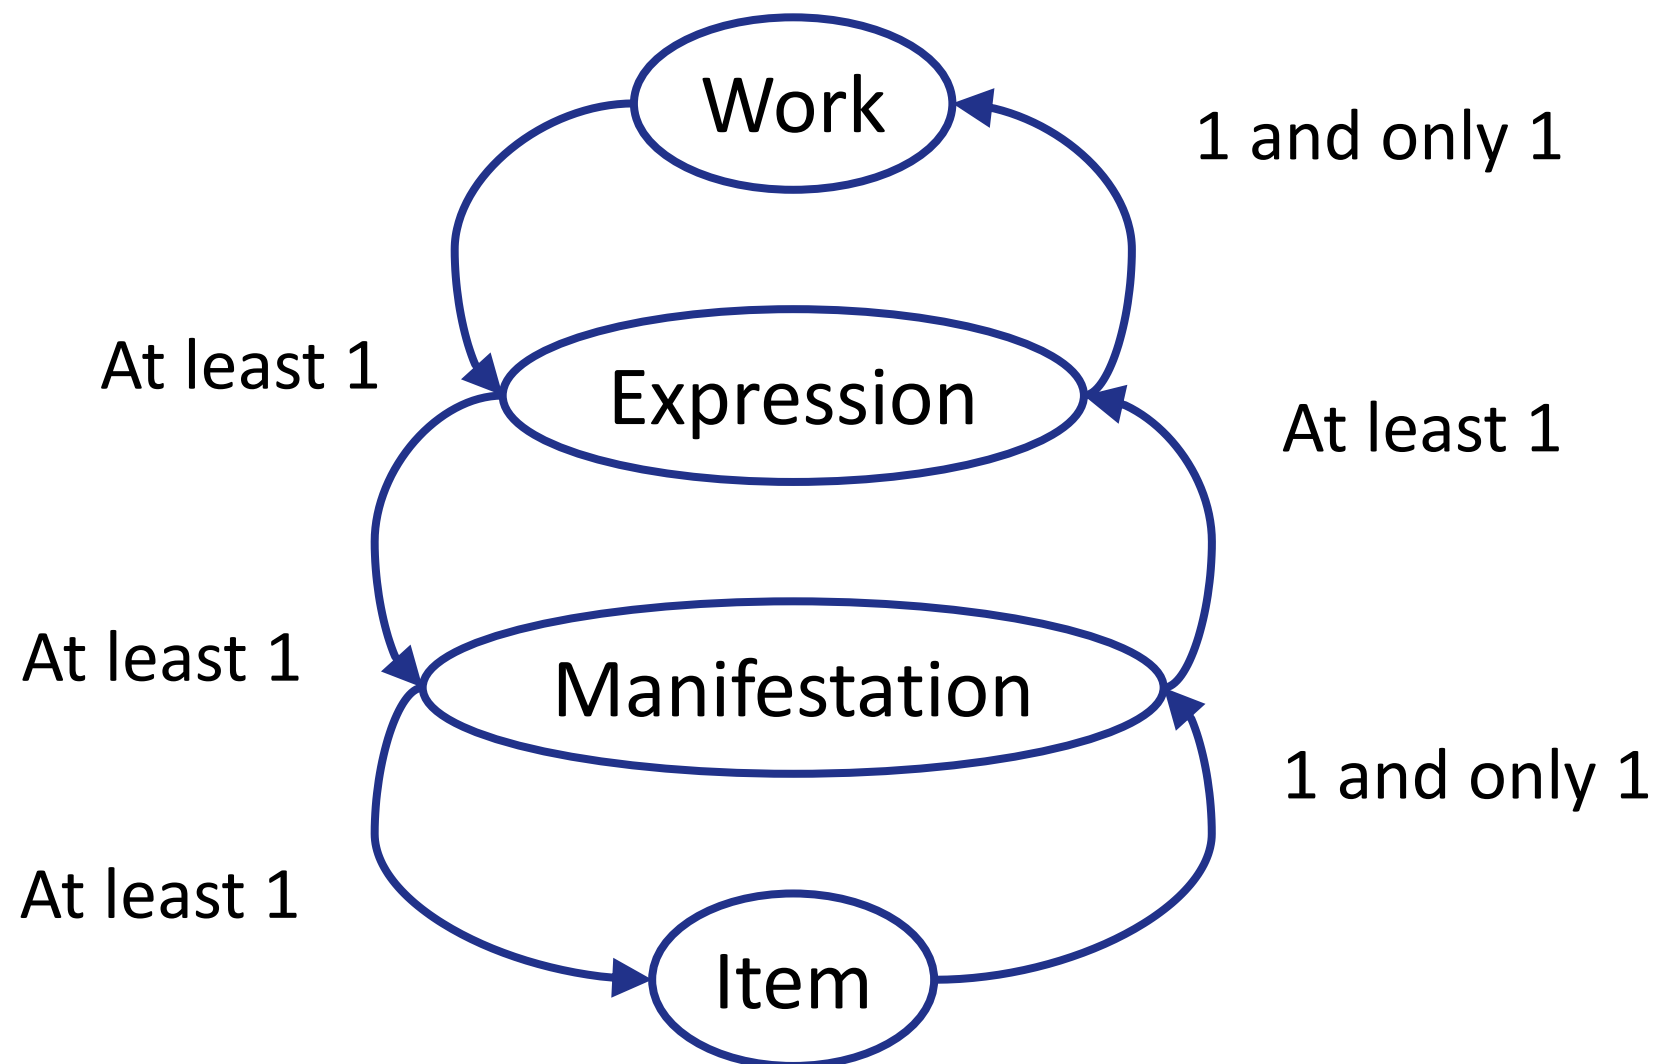 Work
1 and only 1
At least 1
Expression
At least 1
At least 1
Manifestation
1 and only 1
At least 1
Item